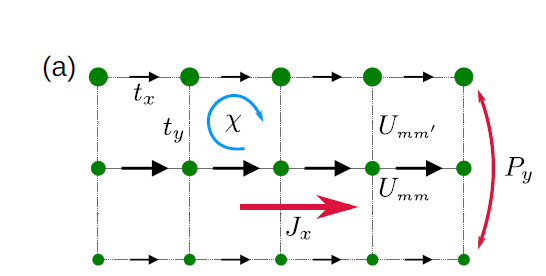 (a)
t_x
t_y
χ
U_{mm'}
P_y
U_{mm}
J_x